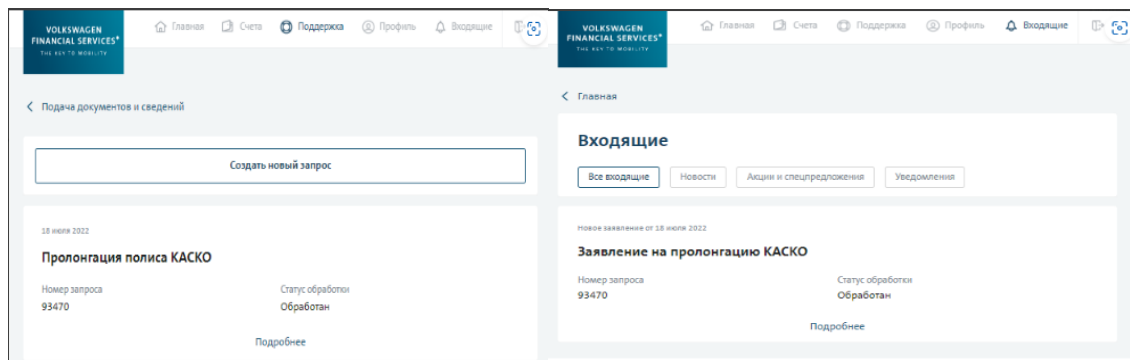 VOLKSWAGEN
FINANCIAL SERVICES*
THE KEY TO MOBILITY
Главная Счета Поддержка Профиль Входящие
Подача документов и сведений
Создать новый запрос
18 июля 2022
Пролонгация полиса КАСКО
Номер запроса Статус обработки
93470 Обработан
Подробнее
VOLKSWAGEN
FINANCIAL SERVICES*
THE KEY TO MOBILITY
Главная Счета Поддержка Профиль Входящие
Главная
Входящие
Все входящие Новости Акции и спецпредложения Уведомления
Новое заявление от 18 июля 2022
Заявление на пролонгацию КАСКО
Номер запроса Статус обработки
93470 Обработан
Подробнее